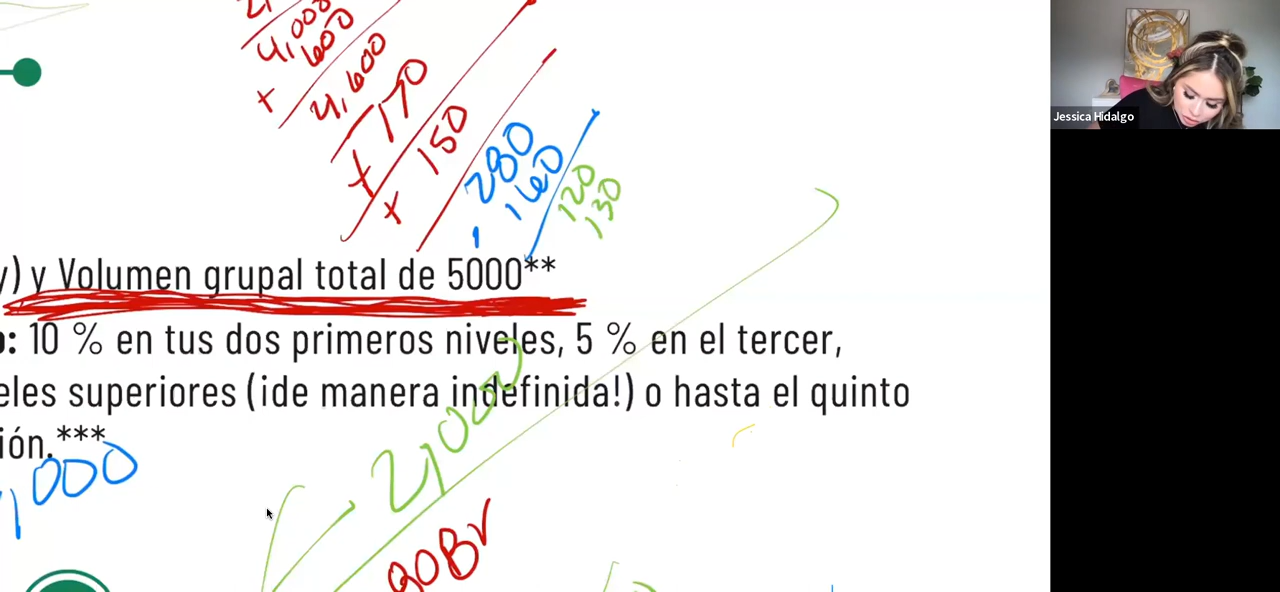 4,000
600
+
4,600
+ 170
+ 150
280
160
120
130
Jessica Hidalgo
y) y Volumen grupal total de 5000**
o: 10 % en tus dos primeros niveles, 5 % en el tercer,
eles superiores (¡de manera indefinida!) o hasta el quinto
ión.***
,000
2,000
90BV